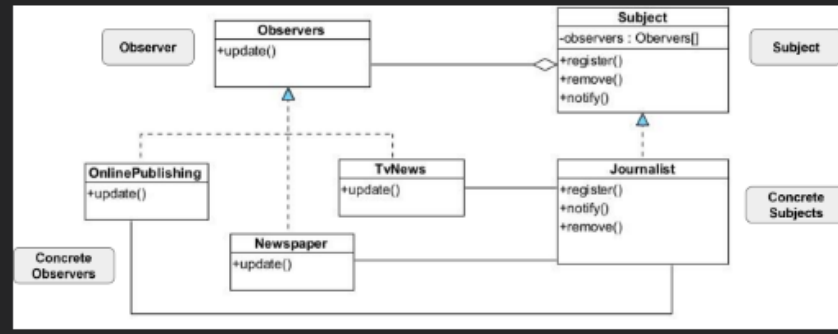 Observer
Observers
+update()
Subject
-observers : Obervers[]
+register()
+remove()
+notify()
Subject
OnlinePublishing
+update()
TvNews
+update()
Journalist
+register()
+notify()
+remove()
Concrete
Subjects
Newspaper
+update()
Concrete
Observers